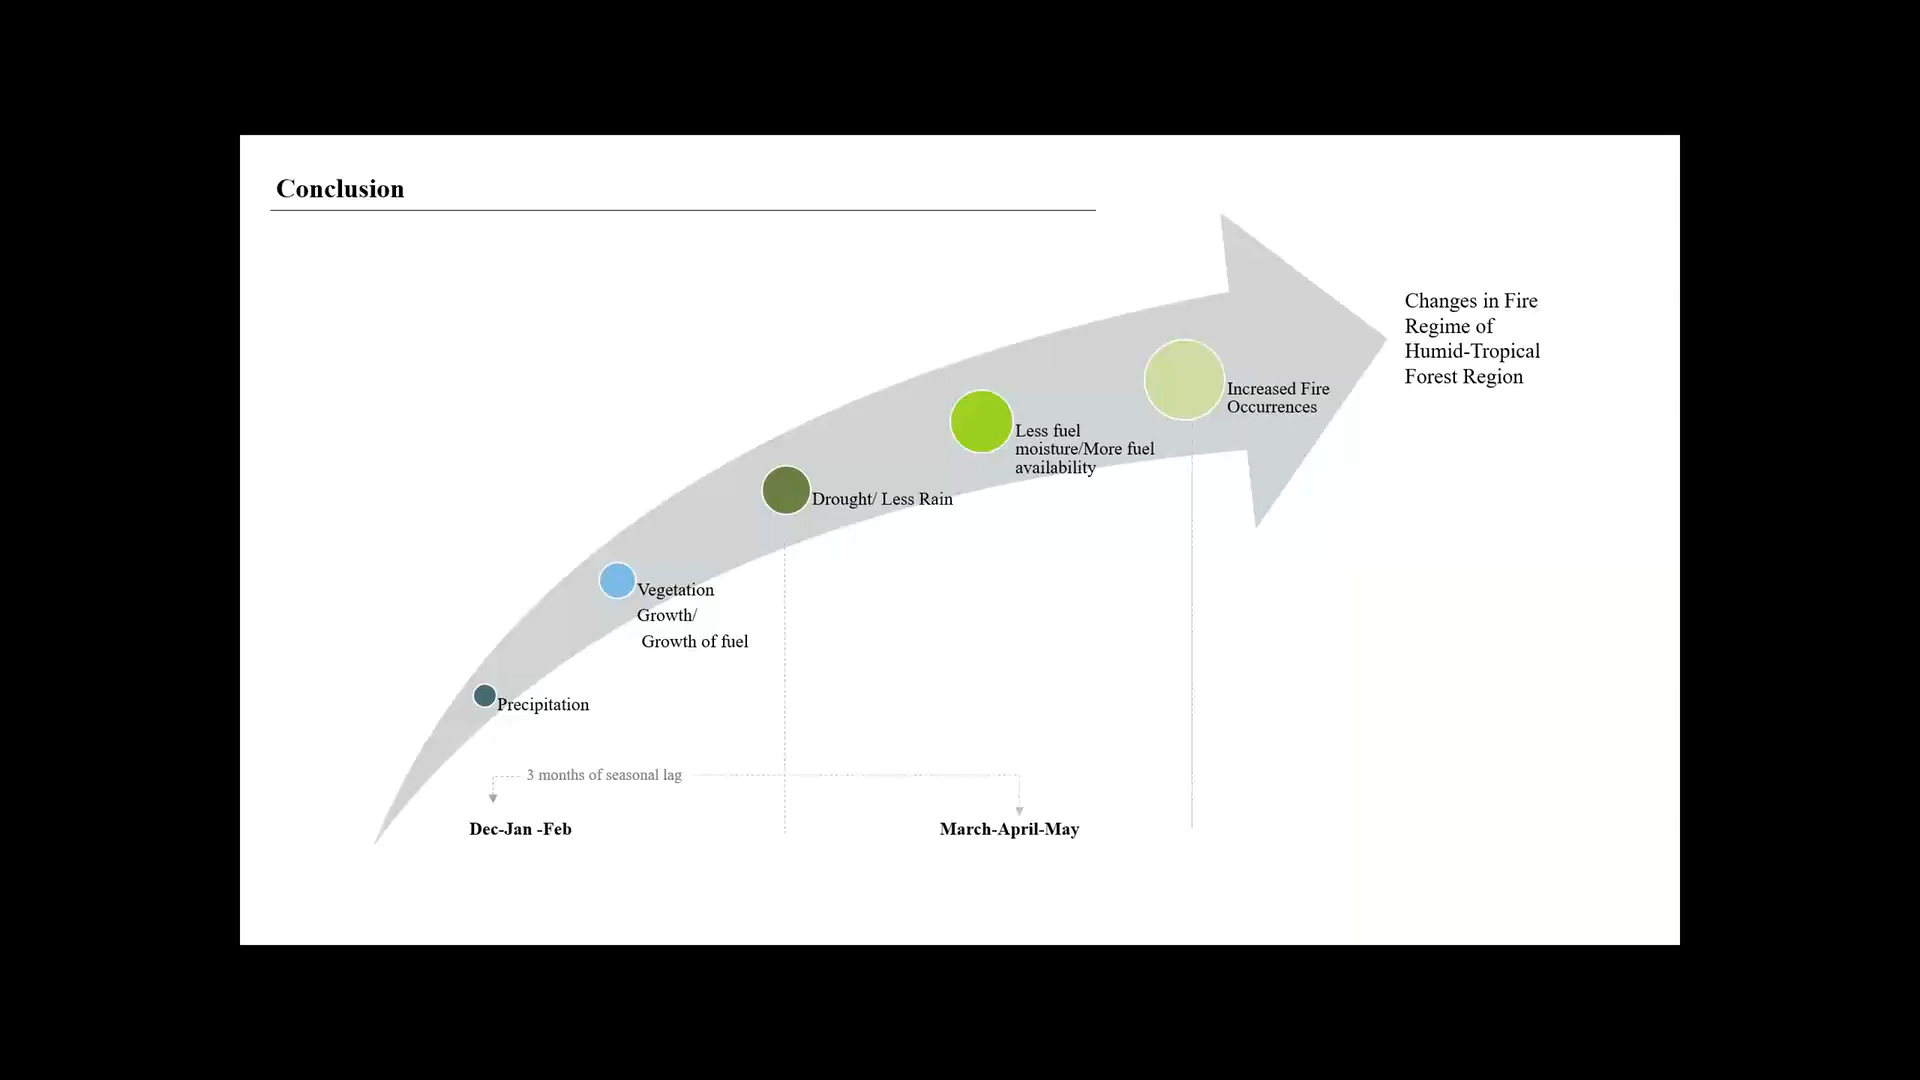 Conclusion
Changes in Fire
Regime of
Humid-Tropical
Forest Region
Increased Fire
Occurrences
Less fuel
moisture/More fuel
availability
Drought/ Less Rain
Vegetation
Growth/
Growth of fuel
Precipitation
3 months of seasonal lag
Dec-Jan -Feb
March-April-May